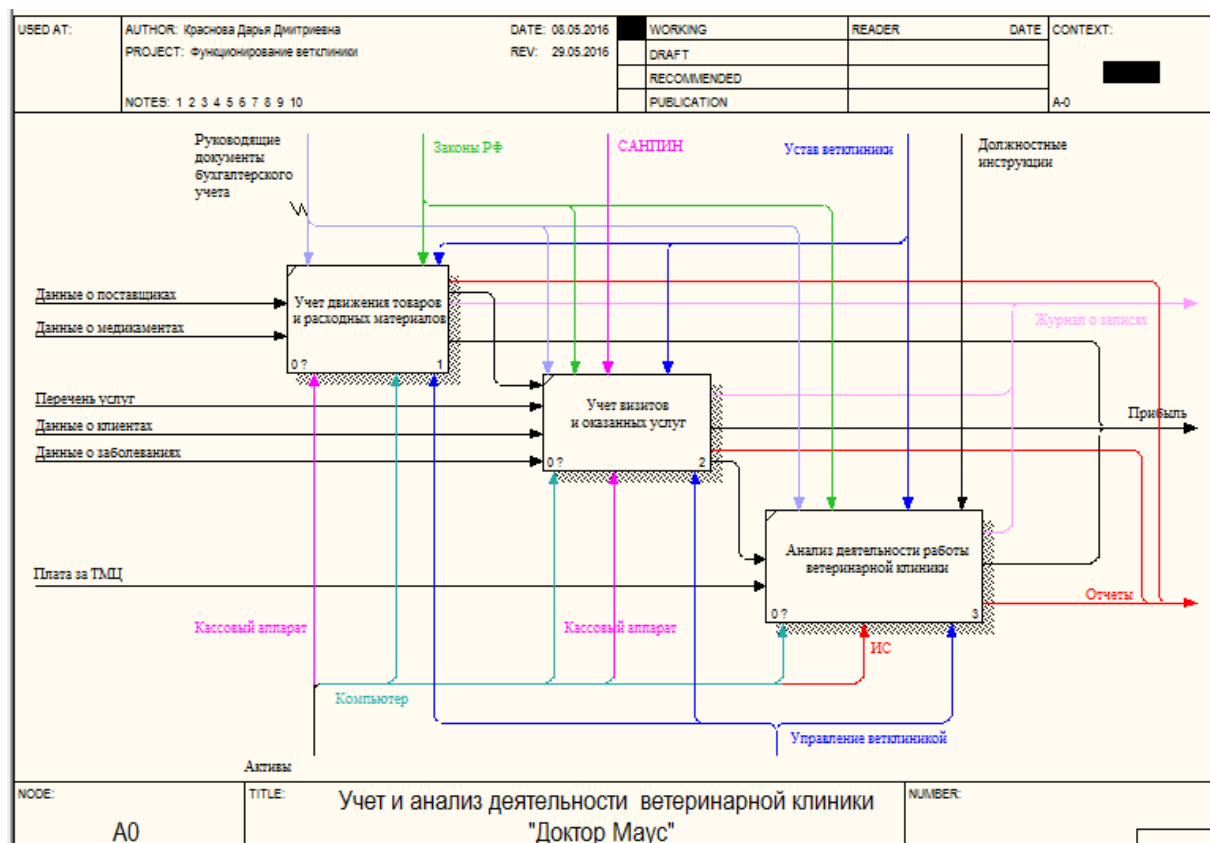 USED AT:
AUTHOR: Краснова Дарья Дмитриевна
DATE: 08.05.2016
WORKING
READER
DATE
CONTEXT:
PROJECT: Функционирование ветклиники
REV: 29.05.2016
DRAFT
RECOMMENDED
NOTES: 1 2 3 4 5 6 7 8 9 10
PUBLICATION
A-0
Руководящие
документы
бухгалтерского
учета
Законы РФ
САНПИН
Устав ветклиники
Должностные
инструкции
Данные о поставщиках
Данные о медикаментах
Учет движения товаров
и расходных материалов
0 ?
1
Журнал о записях
Перечень услуг
Данные о клиентах
Данные о заболеваниях
Учет визитов
и оказанных услуг
0 ?
2
Прибыль
Плата за ТМЦ
Анализ деятельности работы
ветеринарной клиники
0 ?
3
Отчеты
Кассовый аппарат
Кассовый аппарат
ИС
Компьютер
Управление ветклиникой
Активы
NODE:
A0
TITLE:
Учет и анализ деятельности ветеринарной клиники
"Доктор Маус"
NUMBER: